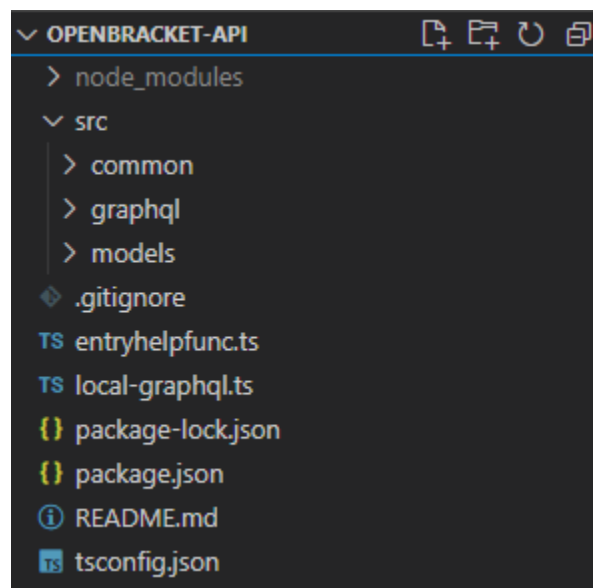 OPENBRACKET-API
node_modules
src
common
graphql
models
.gitignore
TS entryhelpfunc.ts
TS local-graphql.ts
{} package-lock.json
{} package.json
README.md
TS tsconfig.json